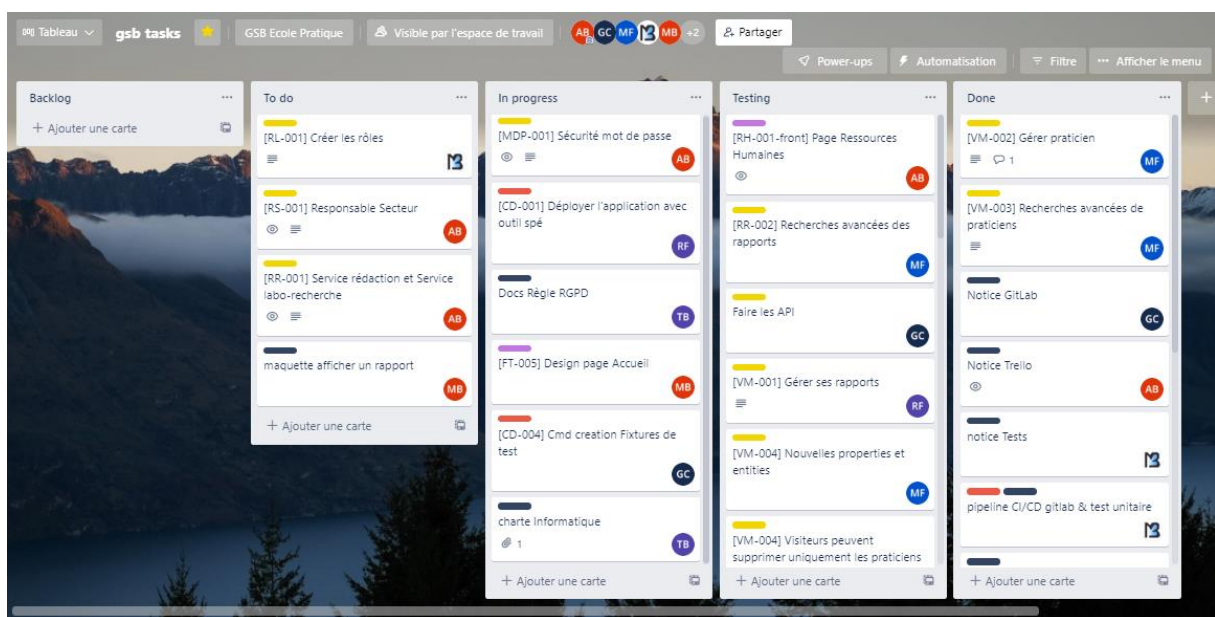 Tableau
gsb tasks
GSB Ecole Pratique
Visible par l'espace de travail
AB GC MF MB +2
Partager
Power-ups
Automatisation
Filtre
Afficher le menu
Backlog
+ Ajouter une carte
To do
[RL-001] Créer les rôles
[RS-001] Responsable Secteur
AB
[RR-001] Service rédaction et Service
labo-recherche
AB
maquette afficher un rapport
MB
+ Ajouter une carte
In progress
[MDP-001] Sécurité mot de passe
AB
[CD-001] Déployer l'application avec
outil spé
RF
Docs Règle RGPD
TB
[FT-005] Design page Accueil
MB
[CD-004] Cmd creation Fixtures de
test
GC
charte Informatique
1
TB
+ Ajouter une carte
Testing
[RH-001-front] Page Ressources
Humaines
AB
[RR-002] Recherches avancées des
rapports
MF
Faire les API
GC
[VM-001] Gérer ses rapports
RF
[VM-004] Nouvelles properties et
entities
MF
[VM-004] Visiteurs peuvent
supprimer uniquement les praticiens
+ Ajouter une carte
Done
[VM-002] Gérer praticien
1
MF
[VM-003] Recherches avancées de
praticiens
MF
Notice GitLab
GC
Notice Trello
AB
notice Tests
pipeline CI/CD gitlab & test unitaire
+ Ajouter une carte